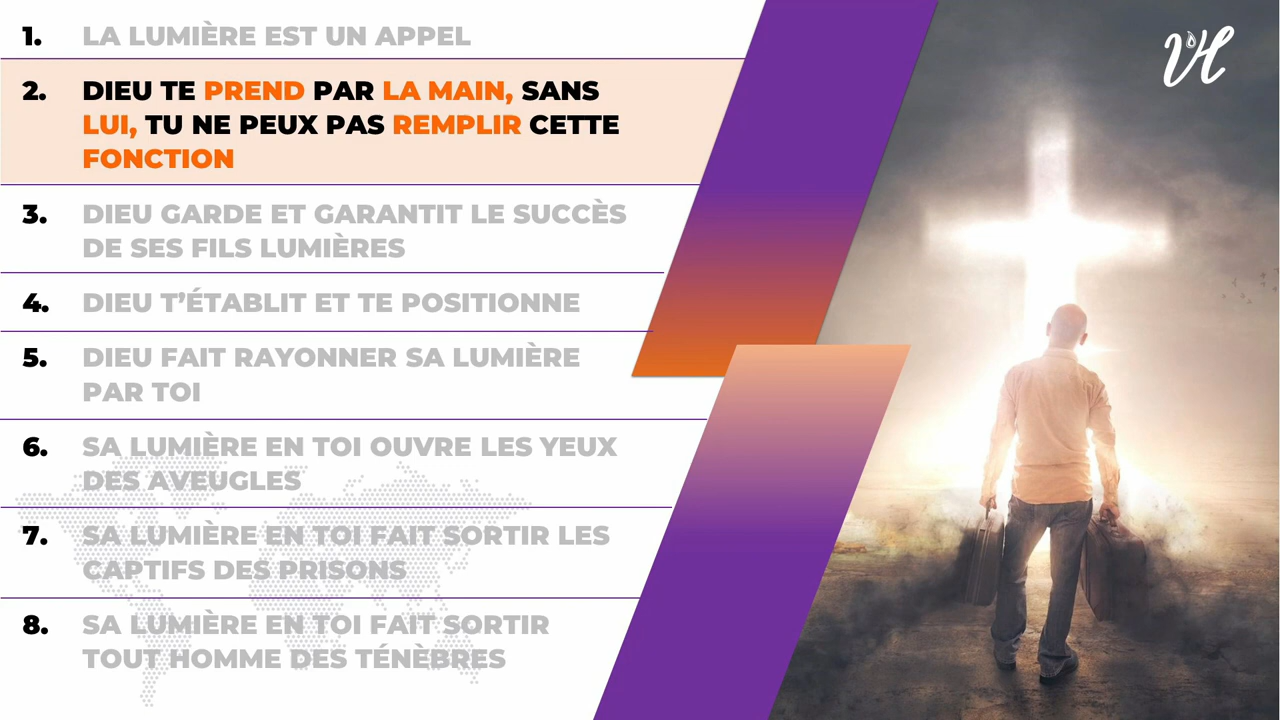 1. LA LUMIÈRE EST UN APPEL
2. DIEU TE PREND PAR LA MAIN, SANS
LUI, TU NE PEUX PAS REMPLIR CETTE
FONCTION
3. DIEU GARDE ET GARANTIT LE SUCCÈS
DE SES FILS LUMIÈRES
4. DIEU T'ÉTABLIT ET TE POSITIONNE
5. DIEU FAIT RAYONNER SA LUMIÈRE
PAR TOI
6. SA LUMIÈRE EN TOI OUVRE LES YEUX
DES AVEUGLES
7. SA LUMIÈRE EN TOI FAIT SORTIR LES
CAPTIFS DES PRISONS
8. SA LUMIÈRE EN TOI FAIT SORTIR
TOUT HOMME DES TÉNÈBRES
VH